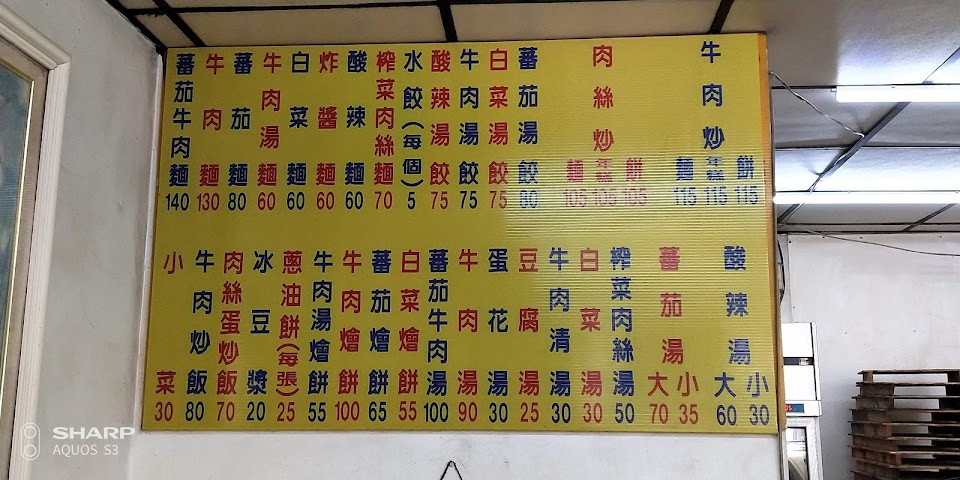 蕃茄牛肉麵 140
牛肉麵 130
蕃茄麵 80
牛肉湯麵 60
白菜麵 60
炸醬麵 60
酸辣麵 60
榨菜肉絲麵 70
水餃(每個) 5
酸辣湯餃 75
牛肉湯餃 75
白菜湯餃 75
蕃茄湯餃 80
肉絲炒 麵 105 年糕 105 餅 105
牛肉炒 麵 115 年糕 115 餅 115
小菜 30
牛肉炒飯 80
肉絲蛋炒飯 70
冰豆漿 20
蔥油餅(每張) 25
牛肉湯燴餅 55
牛肉燴餅 100
蕃茄燴餅 65
白菜燴餅 55
蕃茄牛肉湯 100
牛肉湯 90
蛋花湯 30
豆腐湯 25
牛肉清湯 30
白菜湯 30
榨菜肉絲湯 50
蕃茄湯 大 70 小 35
酸辣湯 大 60 小 30
SHARP
AQUOS S3